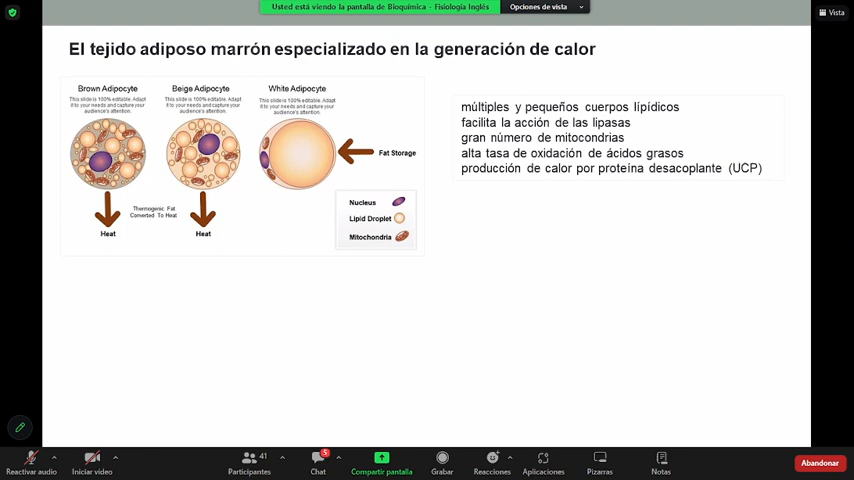 Usted está viendo la pantalla de Bioquímica - Fisiología Inglés
Opciones de vista
Vista
El tejido adiposo marrón especializado en la generación de calor
Brown Adipocyte
This slide is 100% editable. Adapt
it to your needs and capture your
audience's attention.
Beige Adipocyte
This slide is 100% editable. Adapt
it to your needs and capture your
audience's attention.
White Adipocyte
This slide is 100% editable. Adapt
it to your needs and capture your
audience's attention.
Fat Storage
Thermogenic Fat
Converted To Heat
Heat
Heat
Nucleus
Lipid Droplet
Mitochondria
múltiples y pequeños cuerpos lípídicos
facilita la acción de las lipasas
gran número de mitocondrias
alta tasa de oxidación de ácidos grasos
producción de calor por proteína desacoplante (UCP)
Reactivar audio
Iniciar video
41
Participantes
5
Chat
Compartir pantalla
Grabar
Reacciones
Aplicaciones
Pizarras
Notas
Abandonar